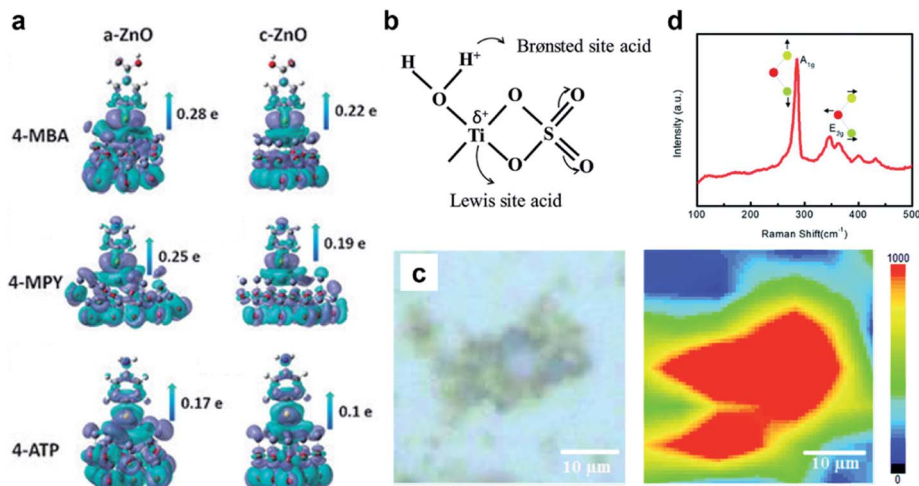 a
a-ZnO c-ZnO
4-MBA
0.28 e
0.22 e
4-MPY
0.25 e
0.19 e
4-ATP
0.17 e
0.1 e
b
H H⁺ Brønsted site acid
O
δ+ O O
Ti S
O O
Lewis site acid
c
10 µm
d
A1g
E2g
Intensity (a.u.)
100 200 300 400 500
Raman Shift(cm⁻¹)
1000
10 µm
0